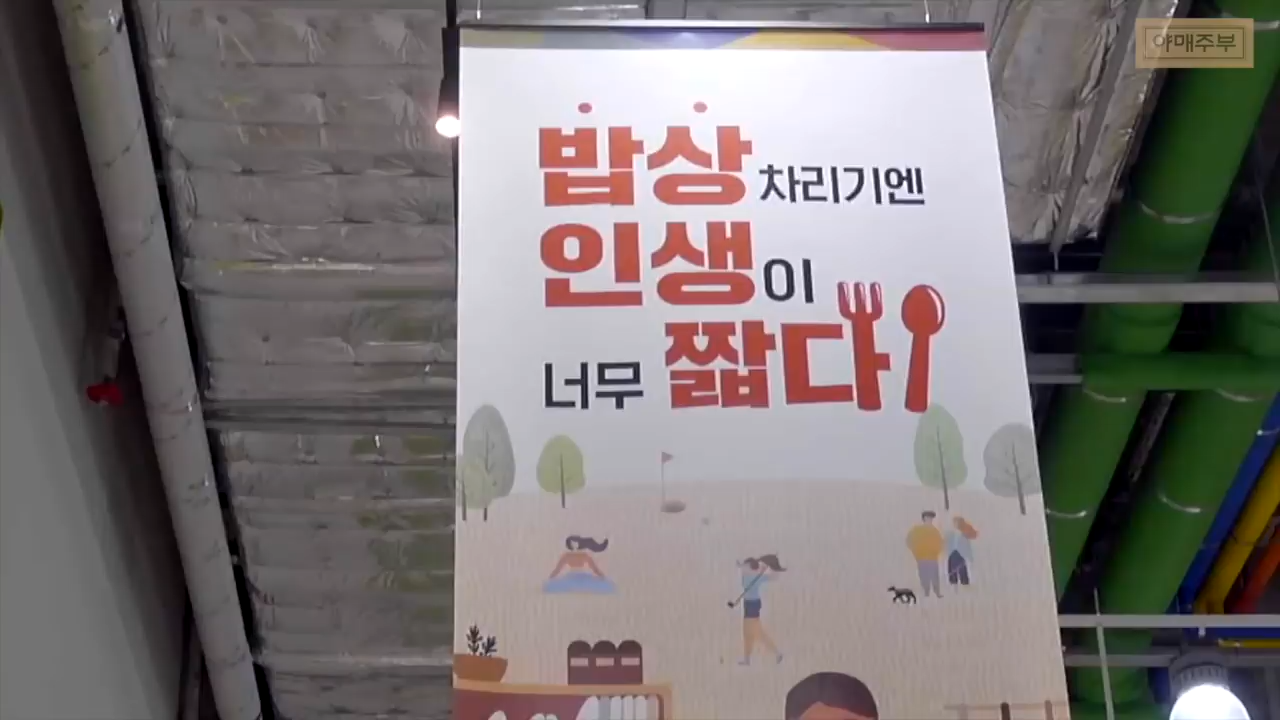 야매주부
밥상 차리기엔
인생이
너무 짧다